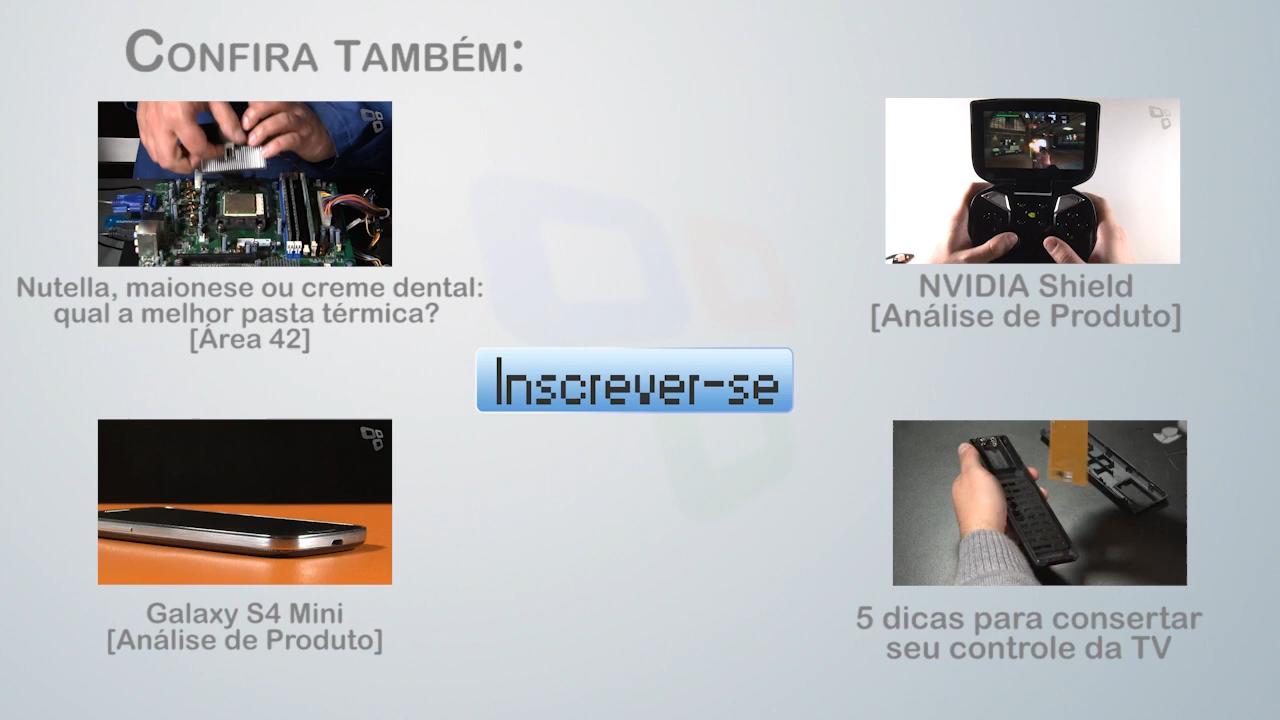 Confira Também:
Nutella, maionese ou creme dental:
qual a melhor pasta térmica?
[Área 42]
NVIDIA Shield
[Análise de Produto]
Inscrever-se
Galaxy S4 Mini
[Análise de Produto]
5 dicas para consertar
seu controle da TV